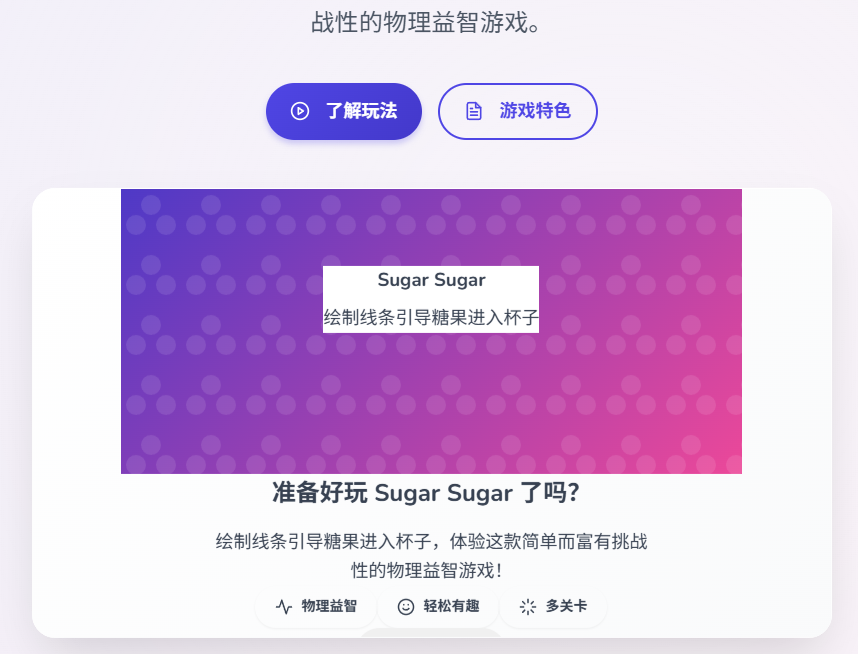 战性的物理益智游戏。
了解玩法
游戏特色
Sugar Sugar
绘制线条引导糖果进入杯子
准备好玩 Sugar Sugar 了吗？
绘制线条引导糖果进入杯子，体验这款简单而富有挑战
性的物理益智游戏！
物理益智
轻松有趣
多关卡